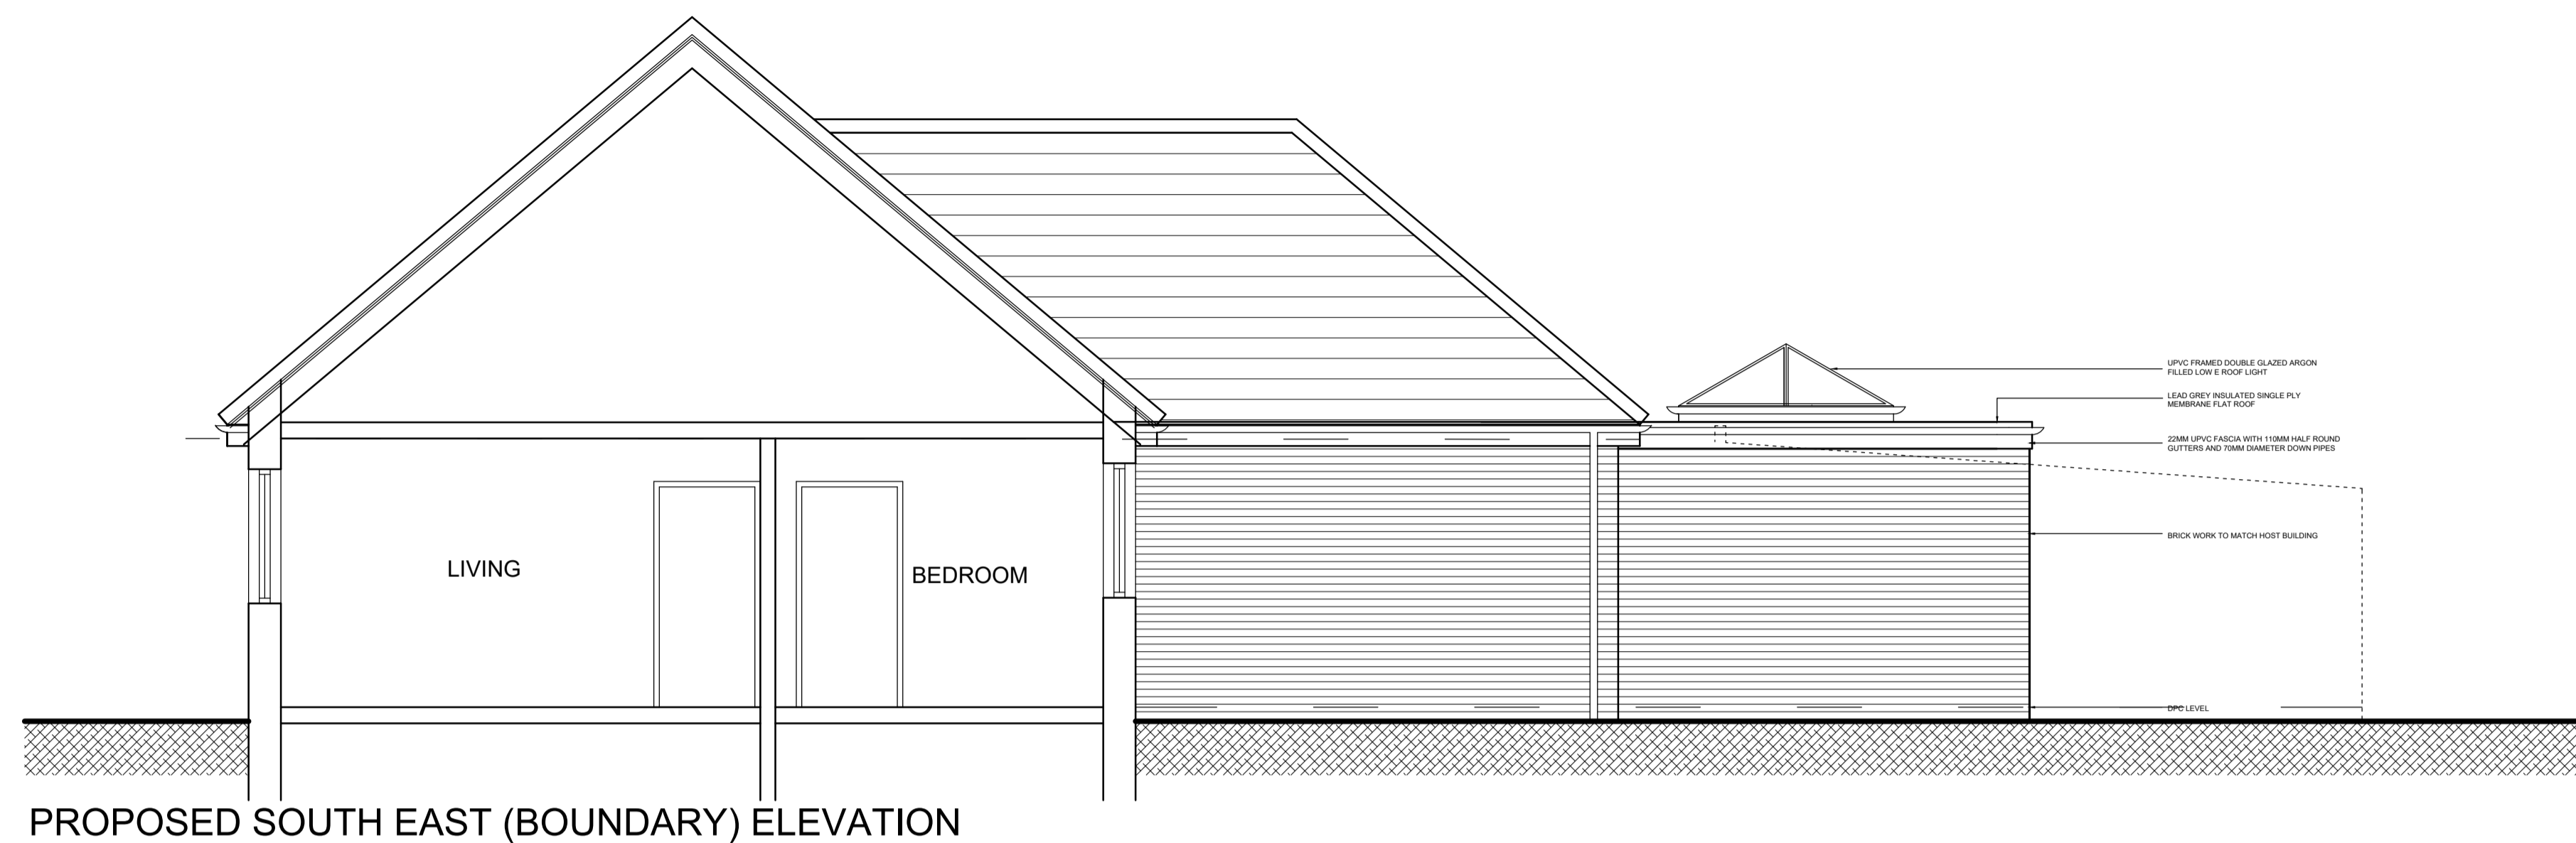 UPVC FRAMED DOUBLE GLAZED ARGON
FILLED LOW E ROOF LIGHT
LEAD GREY INSULATED SINGLE PLY
MEMBRANE FLAT ROOF
22MM UPVC FASCIA WITH 110MM HALF ROUND
GUTTERS AND 70MM DIAMETER DOWN PIPES
BRICK WORK TO MATCH HOST BUILDING
LIVING
BEDROOM
DPC LEVEL
PROPOSED SOUTH EAST (BOUNDARY) ELEVATION